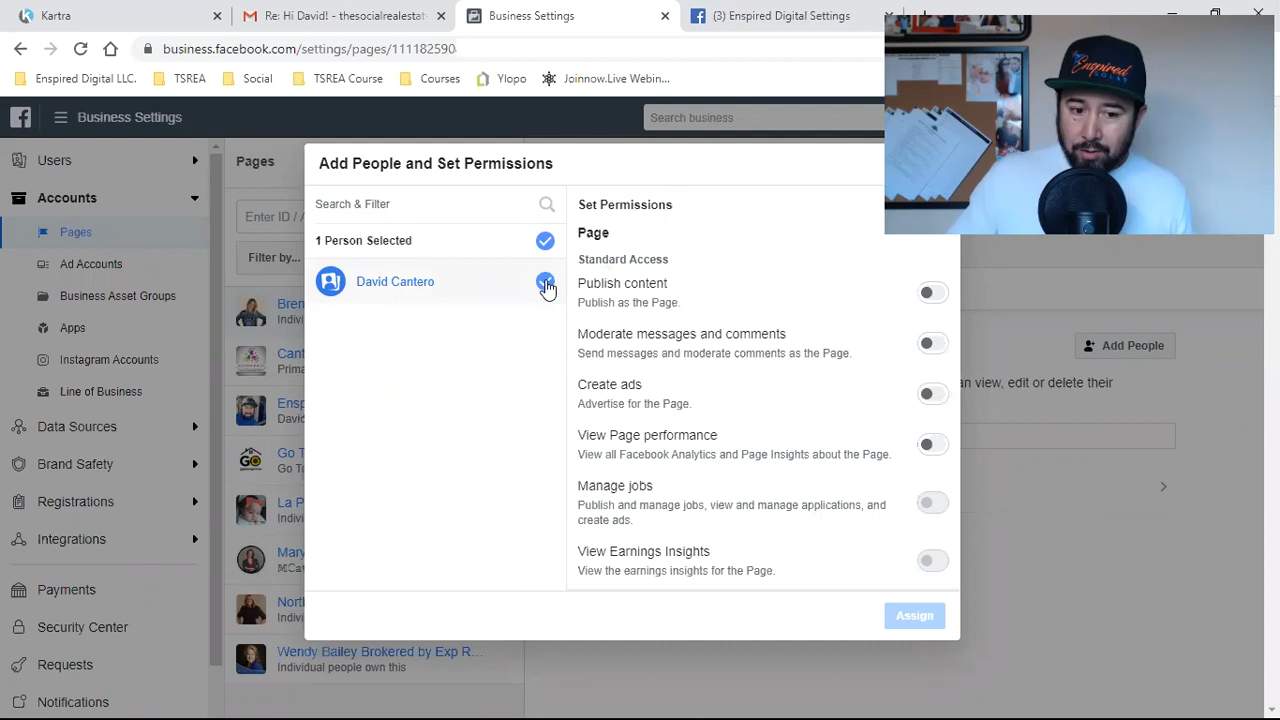 Kartra
Re: Hi David1 - thesocialrealestat
Business Settings
(3) Enspired Digital Settings
business.facebook.com/settings/pages/111182590
Enspired Digital LLC.
TSREA
Social
TSREA Course
Courses
Ylopo
Joinnow.Live Webin...
Business Settings
Search business
Enspired
Users
Accounts
Pages
Ad Accounts
Business Asset Groups
Apps
Instagram Accounts
Line of Business
Data Sources
Brand Safety
Registrations
Integrations
Payments
Security Center
Requests
Notifications
Pages
Enter ID /
Filter by...
Bren
Indivi
Cant
Prima
Ensp
David
Go T
Go To
La P
Indivi
Mary
Nort
Indivi
Wendy Bailey Brokered by Exp R...
Individual people own this
Add People and Set Permissions
Search & Filter
1 Person Selected
David Cantero
Set Permissions
Page
Standard Access
Publish content
Publish as the Page.
Moderate messages and comments
Send messages and moderate comments as the Page.
Create ads
Advertise for the Page.
View Page performance
View all Facebook Analytics and Page Insights about the Page.
Manage jobs
Publish and manage jobs, view and manage applications, and
create ads.
View Earnings Insights
View the earnings insights for the Page.
Assign
Add People
an view, edit or delete their